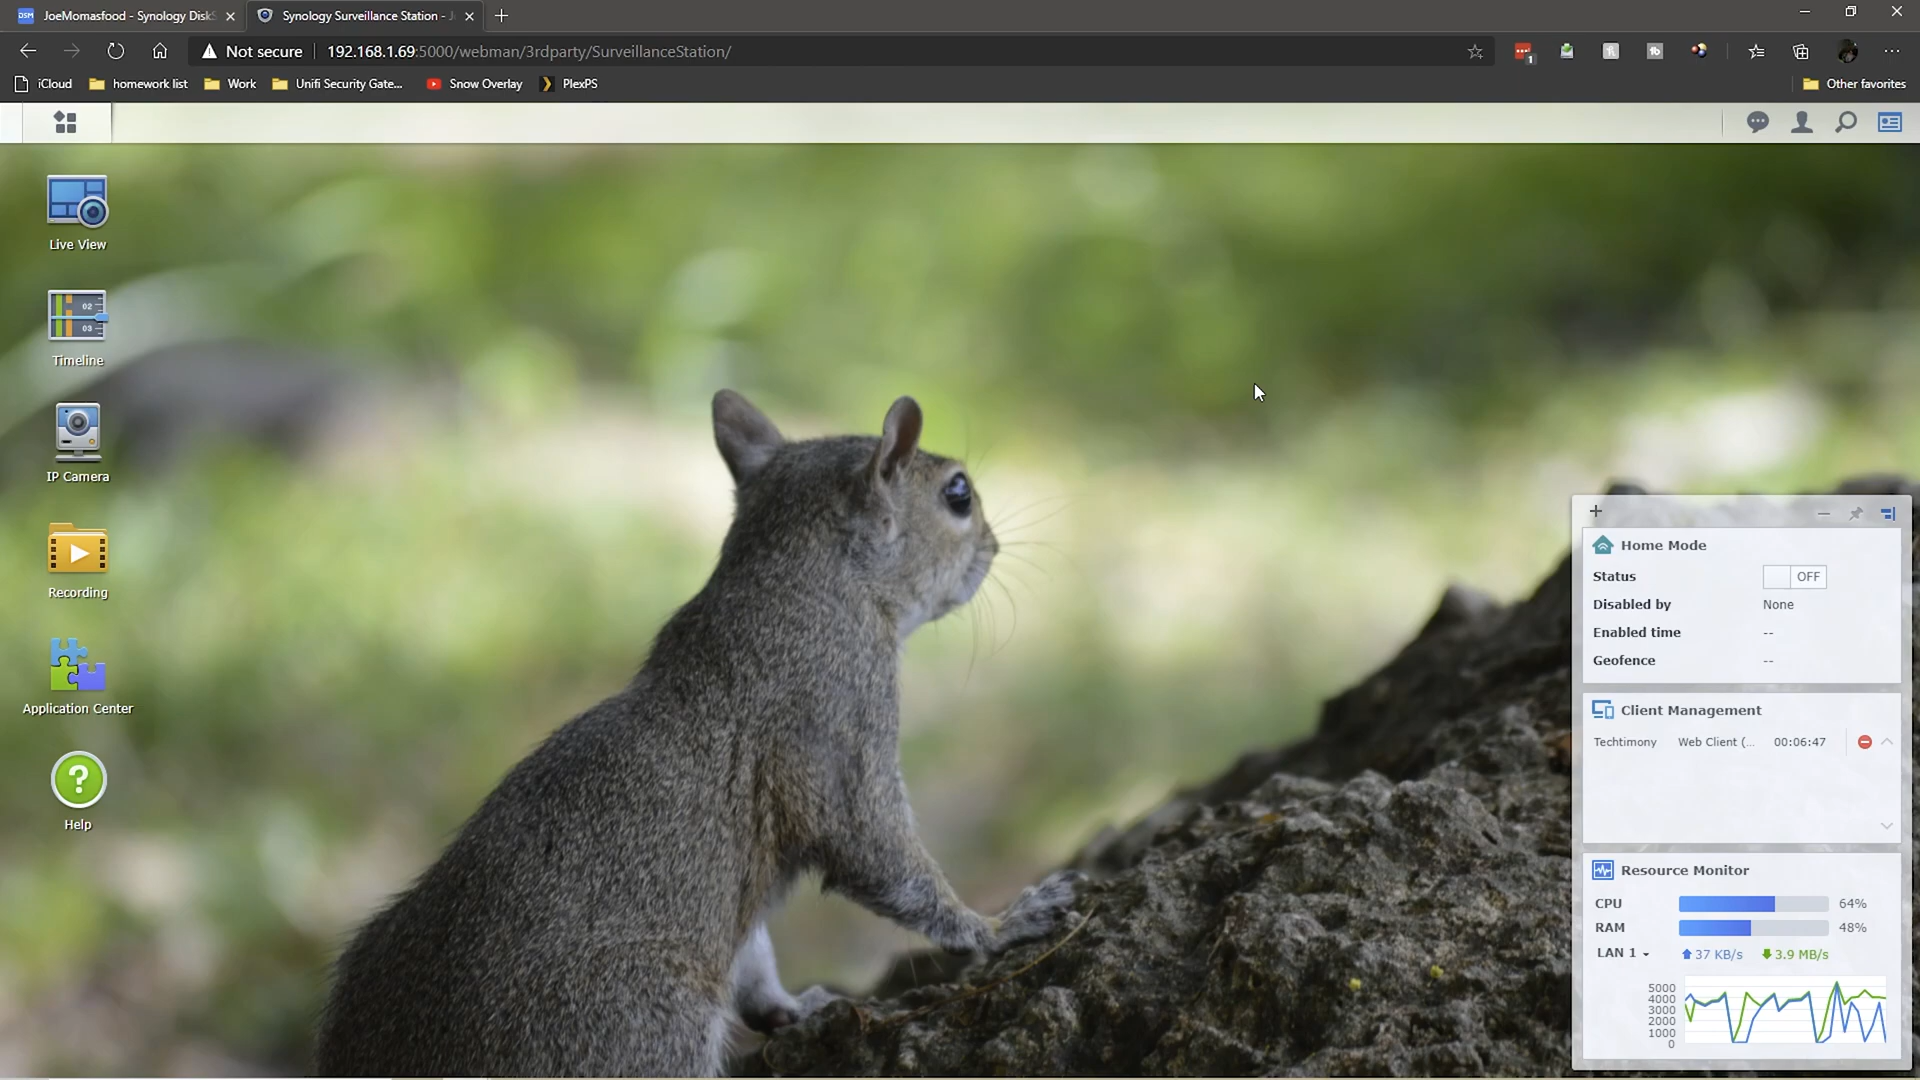 JoeMomasfood - Synology Disk
Synology Surveillance Station -
Not secure
192.168.1.69:5000/webman/3rdparty/SurveillanceStation/
1
iCloud
homework list
Work
Unifi Security Gate...
Snow Overlay
PlexPS
Other favorites
Live View
02
03
Timeline
IP Camera
Recording
Application Center
?
Help
Home Mode
Status OFF
Disabled by None
Enabled time --
Geofence --
Client Management
Techtimony Web Client (... 00:06:47
Resource Monitor
CPU 64%
RAM 48%
LAN 1 37 KB/s 3.9 MB/s
5000
4000
3000
2000
1000
0